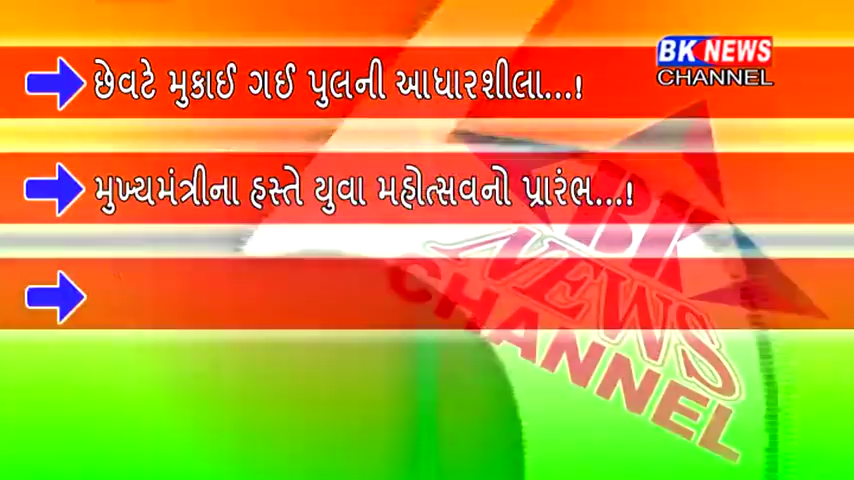 BK NEWS
CHANNEL
છેવટે મુકાઈ ગઈ પુલની આધારશીલા...!
મુખ્યમંત્રીના હસ્તે યુવા મહોત્સવનો પ્રારંભ...!
BK
NEWS
CHANNEL